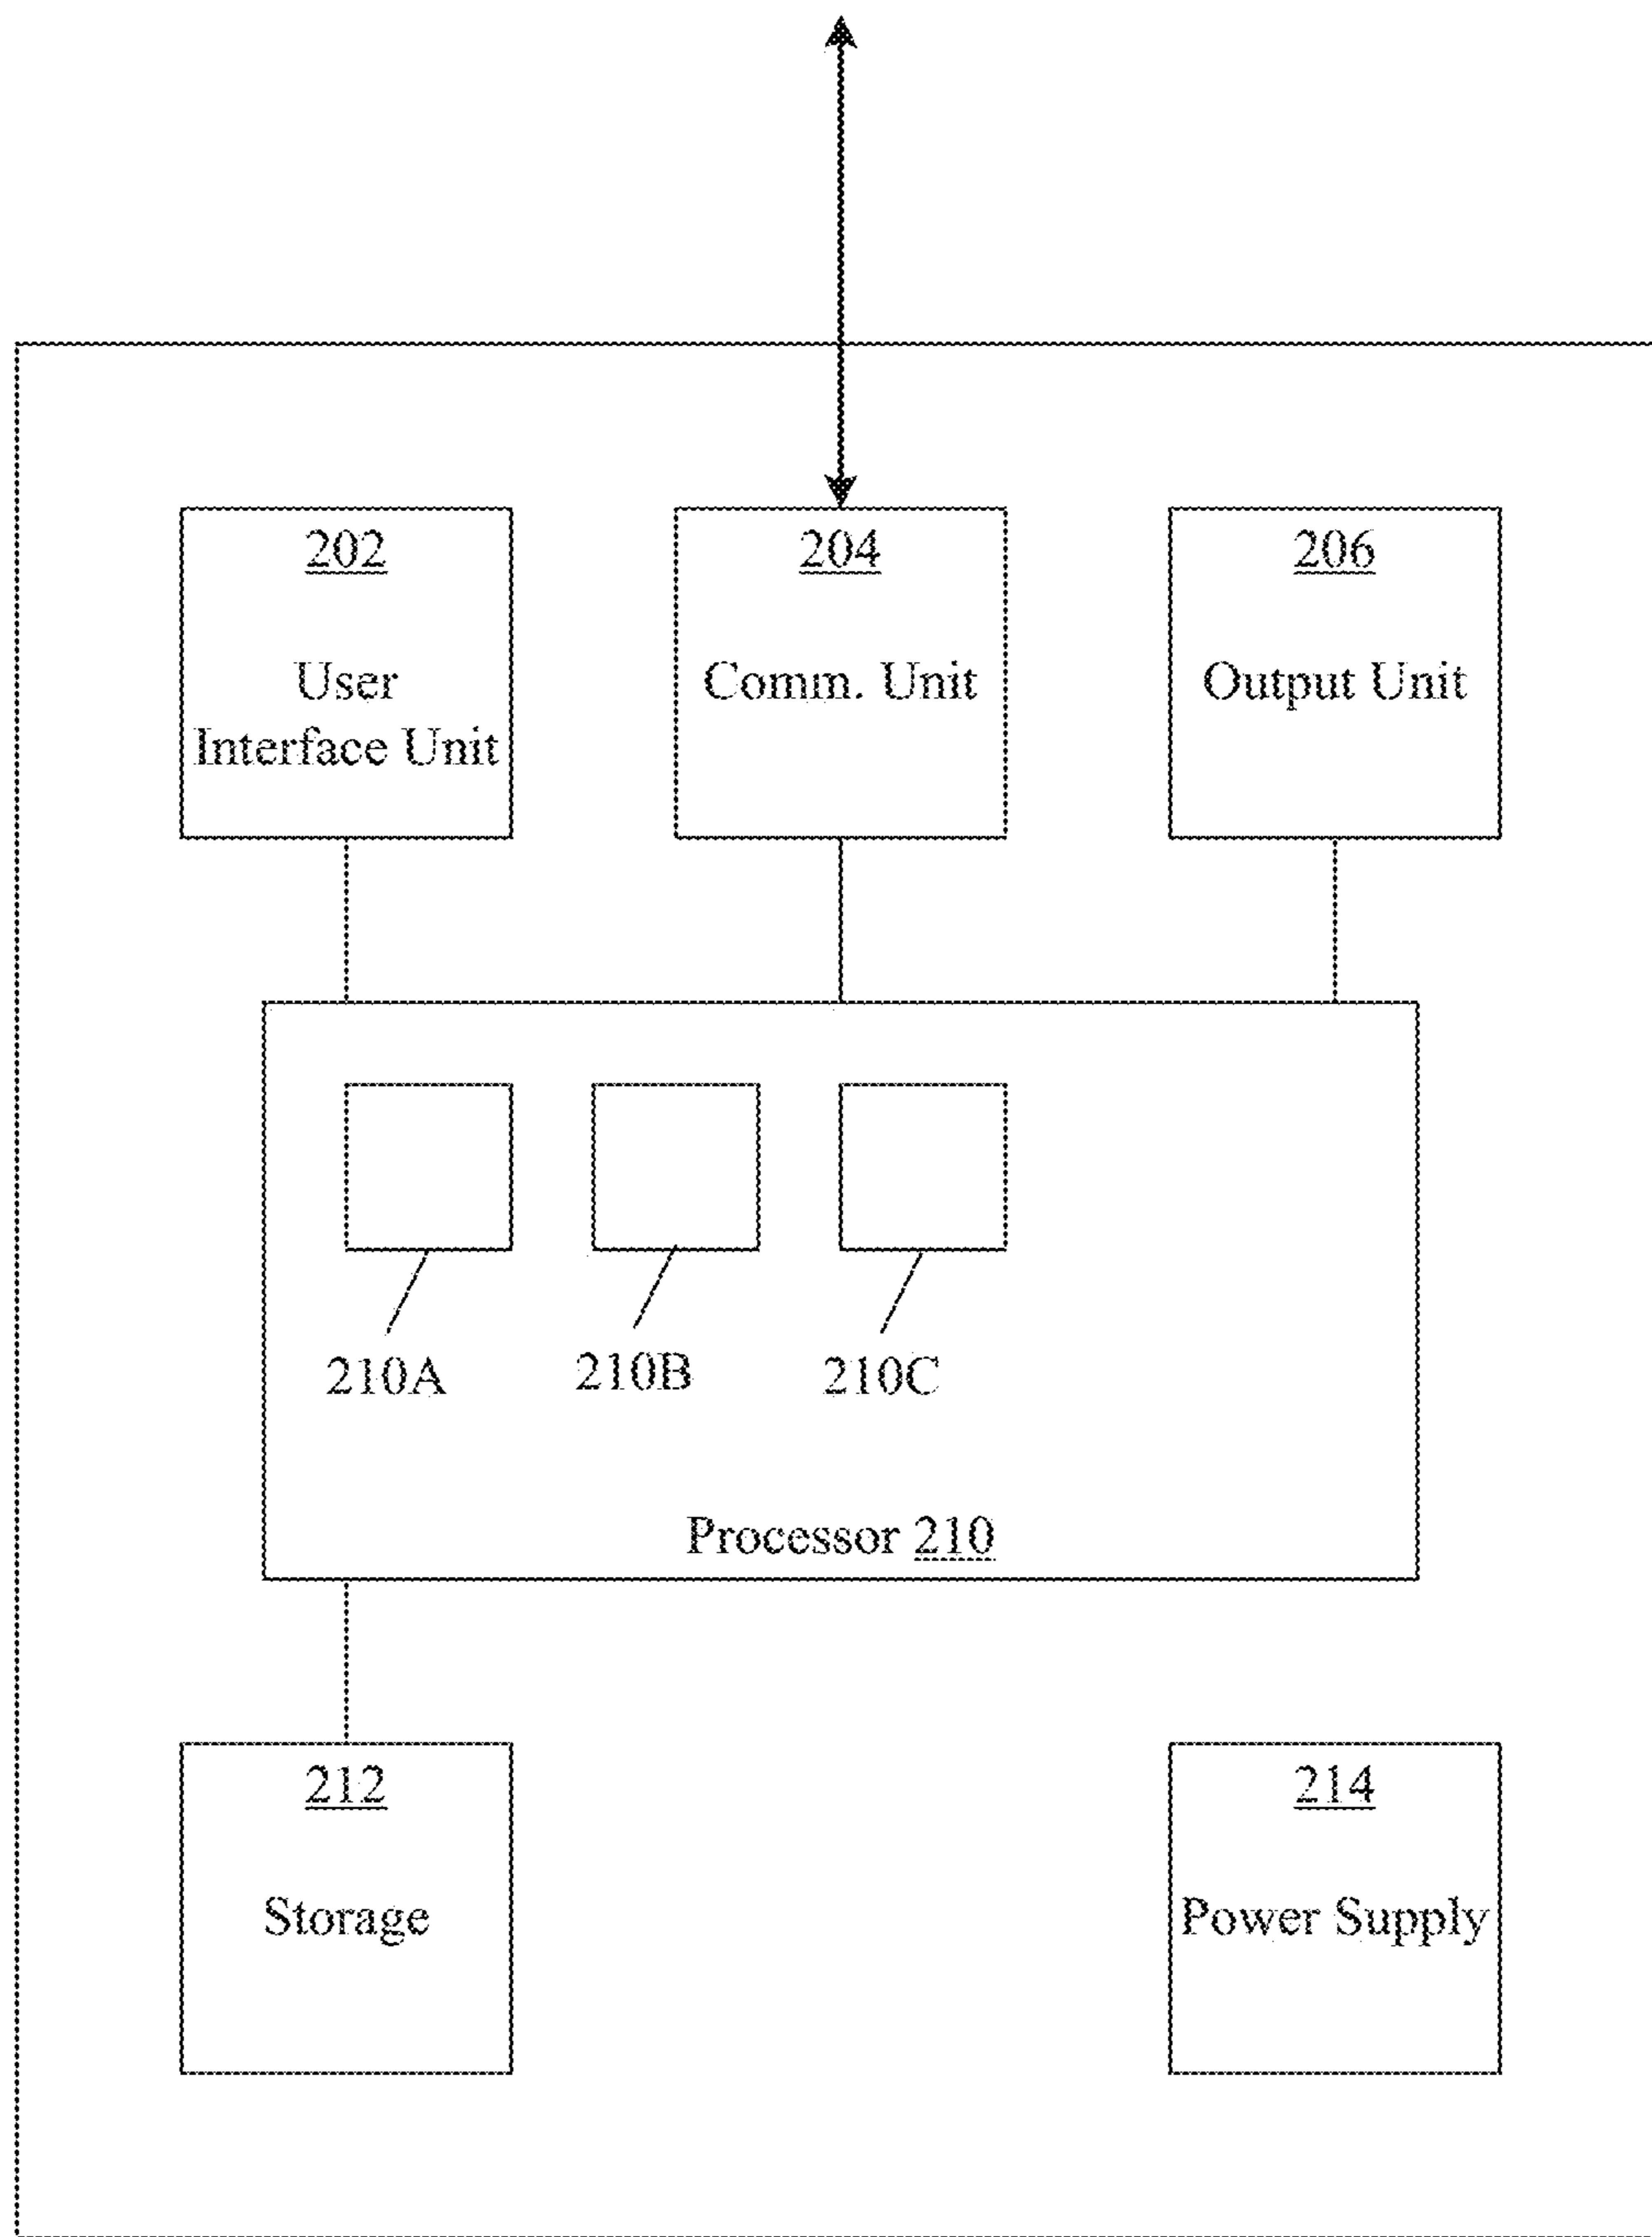 202
User
Interface Unit
204
Comm. Unit
206
Output Unit
210A
210B
210C
Processor 210
212
Storage
214
Power Supply